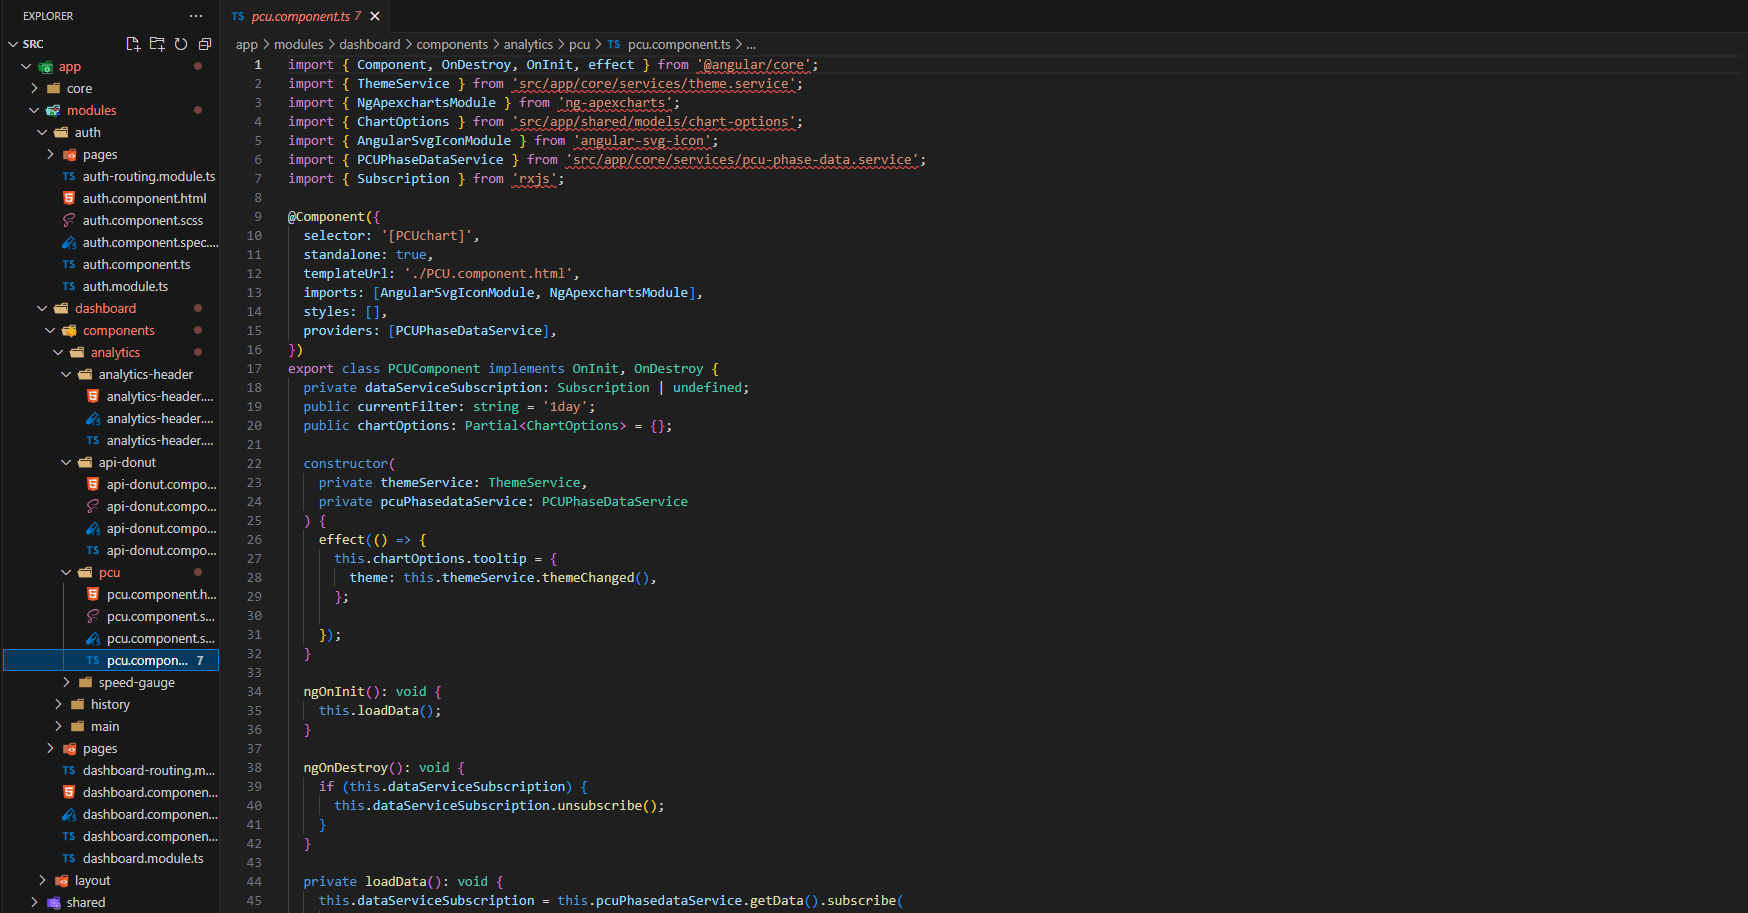 EXPLORER
···
SRC
app
core
modules
auth
pages
TS auth-routing.module.ts
auth.component.html
auth.component.scss
auth.component.spec....
TS auth.component.ts
TS auth.module.ts
dashboard
components
analytics
analytics-header
analytics-header....
analytics-header....
TS analytics-header....
api-donut
api-donut.compo...
api-donut.compo...
api-donut.compo...
TS api-donut.compo...
pcu
pcu.component.h...
pcu.component.s...
pcu.component.s...
TS pcu.compon... 7
speed-gauge
history
main
pages
TS dashboard-routing.m...
dashboard.componen...
dashboard.componen...
TS dashboard.componen...
TS dashboard.module.ts
layout
shared
TS pcu.component.ts 7
app > modules > dashboard > components > analytics > pcu > TS pcu.component.ts > ...
1 import { Component, OnDestroy, OnInit, effect } from '@angular/core';
2 import { ThemeService } from 'src/app/core/services/theme.service';
3 import { NgApexchartsModule } from 'ng-apexcharts';
4 import { ChartOptions } from 'src/app/shared/models/chart-options';
5 import { AngularSvgIconModule } from 'angular-svg-icon';
6 import { PCUPhaseDataService } from 'src/app/core/services/pcu-phase-data.service';
7 import { Subscription } from 'rxjs';
8
9 @Component({
10 selector: '[PCUchart]',
11 standalone: true,
12 templateUrl: './PCU.component.html',
13 imports: [AngularSvgIconModule, NgApexchartsModule],
14 styles: [],
15 providers: [PCUPhaseDataService],
16 })
17 export class PCUComponent implements OnInit, OnDestroy {
18 private dataServiceSubscription: Subscription | undefined;
19 public currentFilter: string = '1day';
20 public chartOptions: Partial<ChartOptions> = {};
21
22 constructor(
23 private themeService: ThemeService,
24 private pcuPhasedataService: PCUPhaseDataService
25 ) {
26 effect(() => {
27 this.chartOptions.tooltip = {
28 theme: this.themeService.themeChanged(),
29 };
30
31 });
32 }
33
34 ngOnInit(): void {
35 this.loadData();
36 }
37
38 ngOnDestroy(): void {
39 if (this.dataServiceSubscription) {
40 this.dataServiceSubscription.unsubscribe();
41 }
42 }
43
44 private loadData(): void {
45 this.dataServiceSubscription = this.pcuPhasedataService.getData().subscribe(